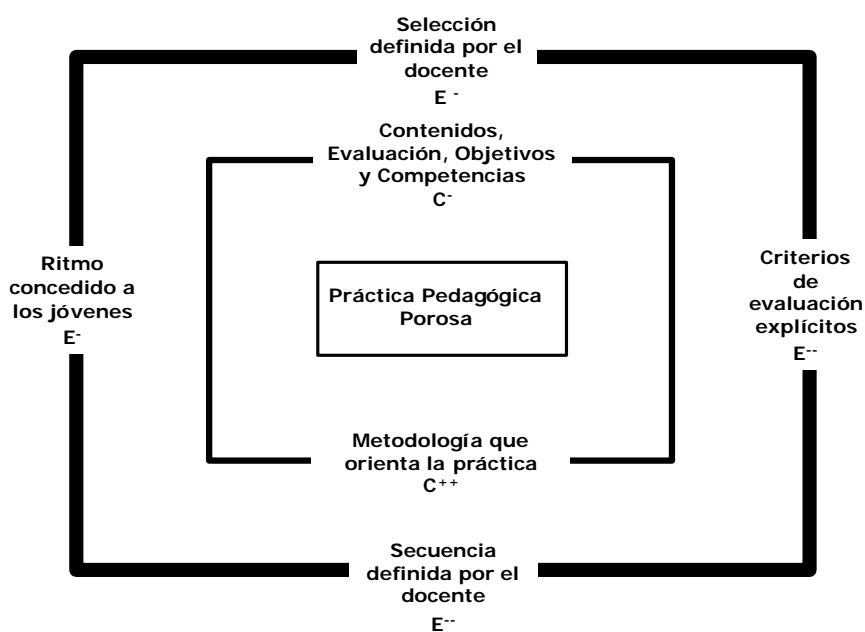 Selección
definida por el
docente
E -
Contenidos,
Evaluación, Objetivos
y Competencias
C-
Ritmo
concedido a
los jóvenes
E-
Práctica Pedagógica
Porosa
Criterios
de
evaluación
explícitos
E--
Metodología que
orienta la práctica
C++
Secuencia
definida por el
docente
E--